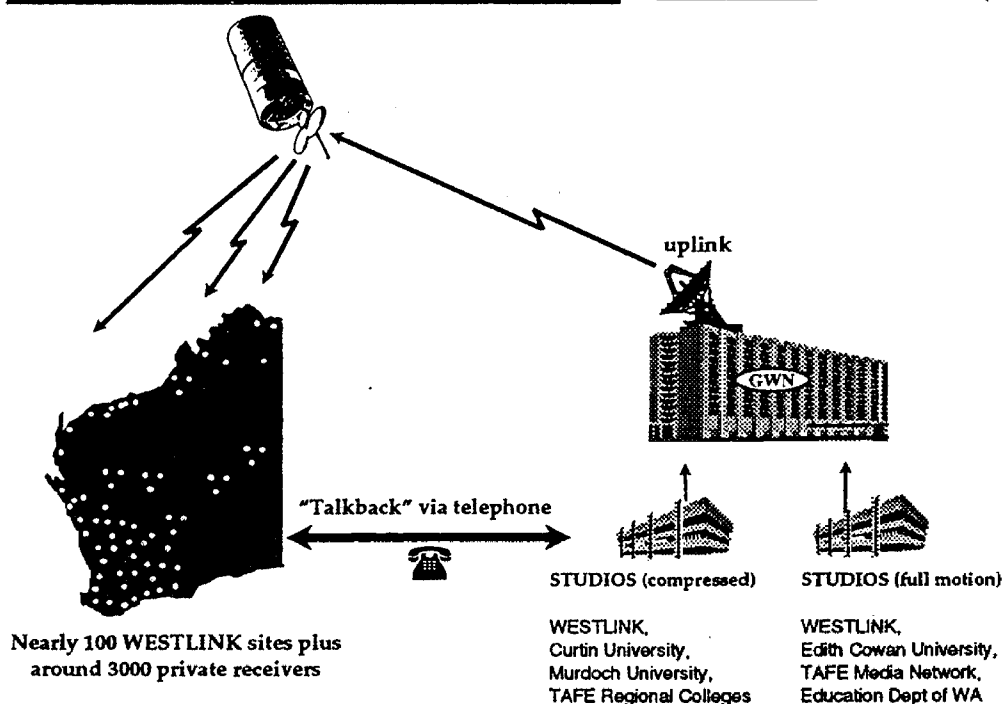 uplink
GWN
"Talkback" via telephone
STUDIOS (compressed)
STUDIOS (full motion)
Nearly 100 WESTLINK sites plus
around 3000 private receivers
WESTLINK,
Curtin University,
Murdoch University,
TAFE Regional Colleges
WESTLINK,
Edith Cowan University,
TAFE Media Network,
Education Dept of WA